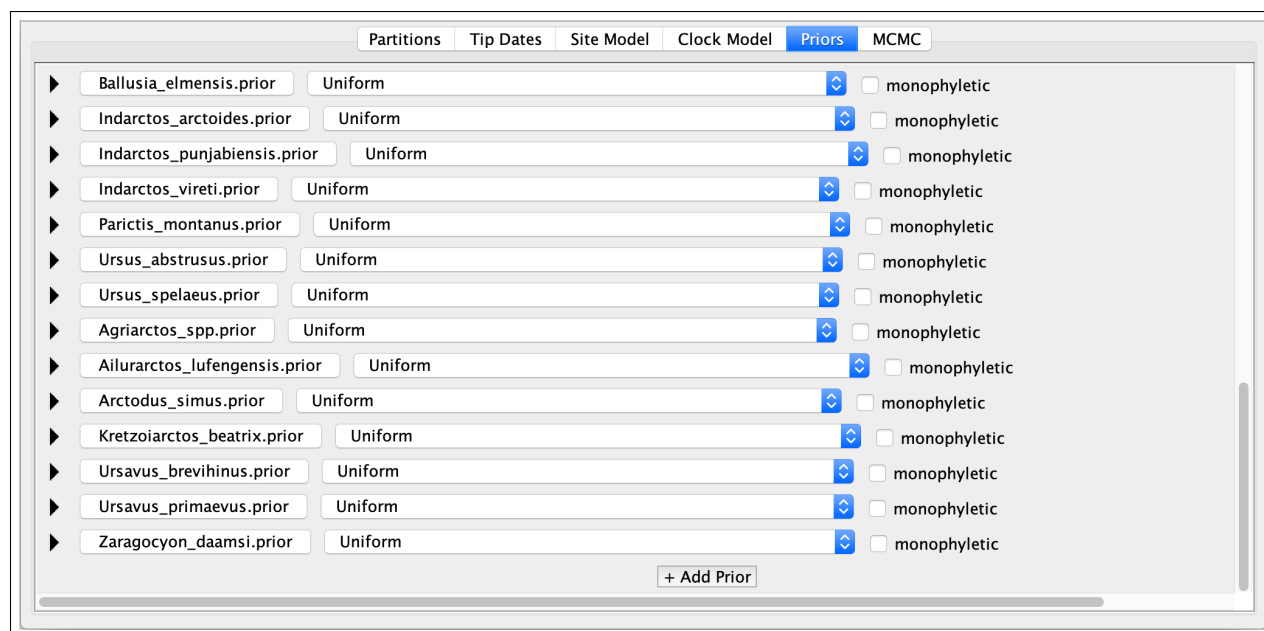 Partitions Tip Dates Site Model Clock Model Priors MCMC
Ballusia_elmensis.prior Uniform monophyletic
Indarctos_arctoides.prior Uniform monophyletic
Indarctos_punjabiensis.prior Uniform monophyletic
Indarctos_vireti.prior Uniform monophyletic
Parictis_montanus.prior Uniform monophyletic
Ursus_abstrusus.prior Uniform monophyletic
Ursus_spelaeus.prior Uniform monophyletic
Agriarctos_spp.prior Uniform monophyletic
Ailurarctos_lufengensis.prior Uniform monophyletic
Arctodus_simus.prior Uniform monophyletic
Kretzoiarctos_beatrix.prior Uniform monophyletic
Ursavus_brevihinus.prior Uniform monophyletic
Ursavus_primaevus.prior Uniform monophyletic
Zaragocyon_daamsi.prior Uniform monophyletic
+ Add Prior